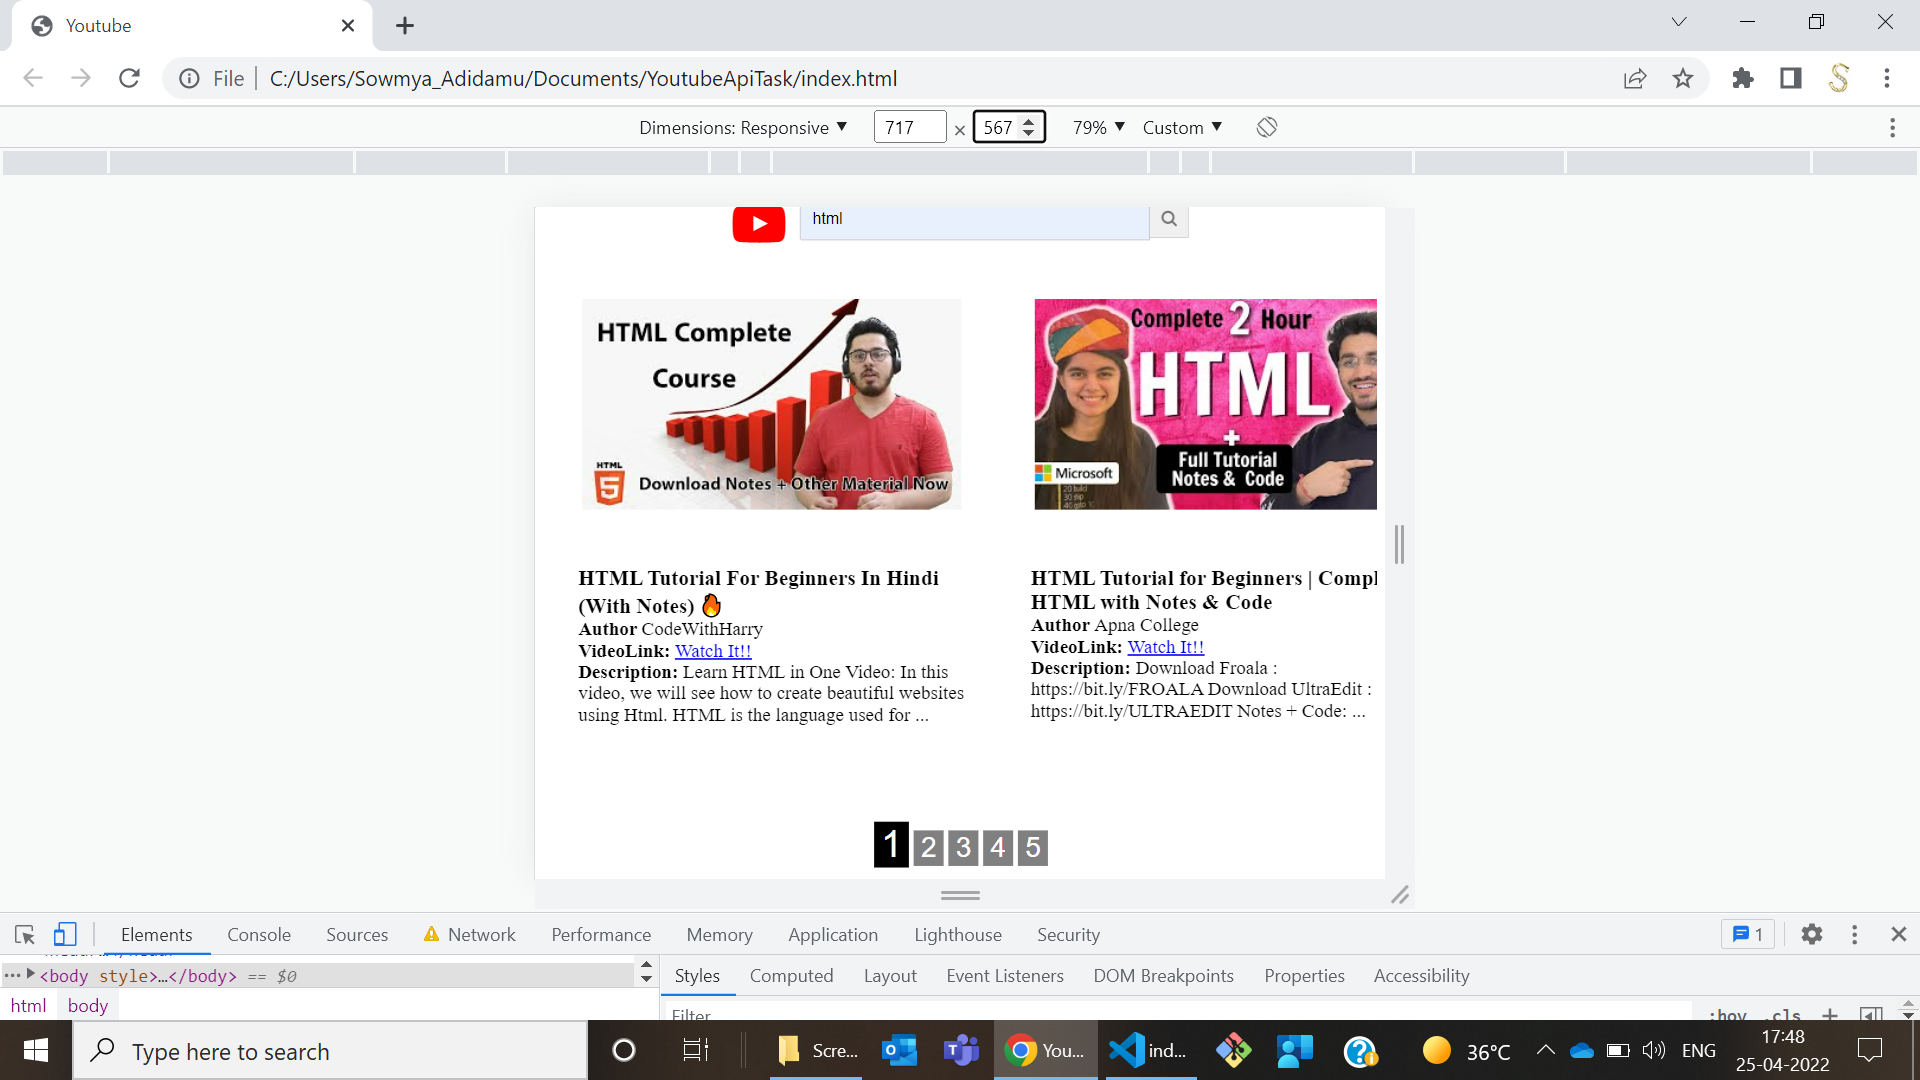 Youtube
File
C:/Users/Sowmya_Adidamu/Documents/YoutubeApiTask/index.html
Dimensions: Responsive ▼ 717 × 567 79% ▼ Custom ▼
html
HTML Complete
Course
HTML
5
Download Notes + Other Material Now
Complete 2 Hour
HTML
+
Full Tutorial
Notes & Code
Microsoft
20 build
HTML Tutorial For Beginners In Hindi
(With Notes) 🔥
Author CodeWithHarry
VideoLink: Watch It!!
Description: Learn HTML in One Video: In this
video, we will see how to create beautiful websites
using Html. HTML is the language used for ...
HTML Tutorial for Beginners | Compl
HTML with Notes & Code
Author Apna College
VideoLink: Watch It!!
Description: Download Froala :
https://bit.ly/FROALA Download UltraEdit :
https://bit.ly/ULTRAEDIT Notes + Code: ...
1 2 3 4 5
Elements Console Sources Network Performance Memory Application Lighthouse Security 1
<body style>…</body> == $0
html body
Styles Computed Layout Event Listeners DOM Breakpoints Properties Accessibility
Filter :hov .cls +
Type here to search
Scre... You... ind... 36°C ENG
17:48
25-04-2022